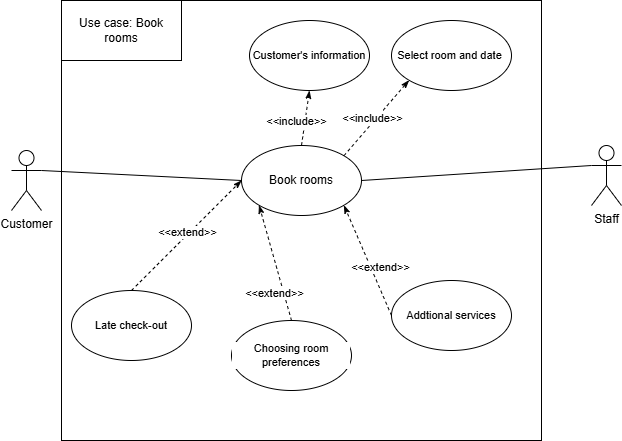 Use case: Book
rooms
Customer's information
Select room and date
<<include>>
<<include>>
Book rooms
Customer
Staff
<<extend>>
<<extend>>
<<extend>>
Late check-out
Choosing room
preferences
Addtional services